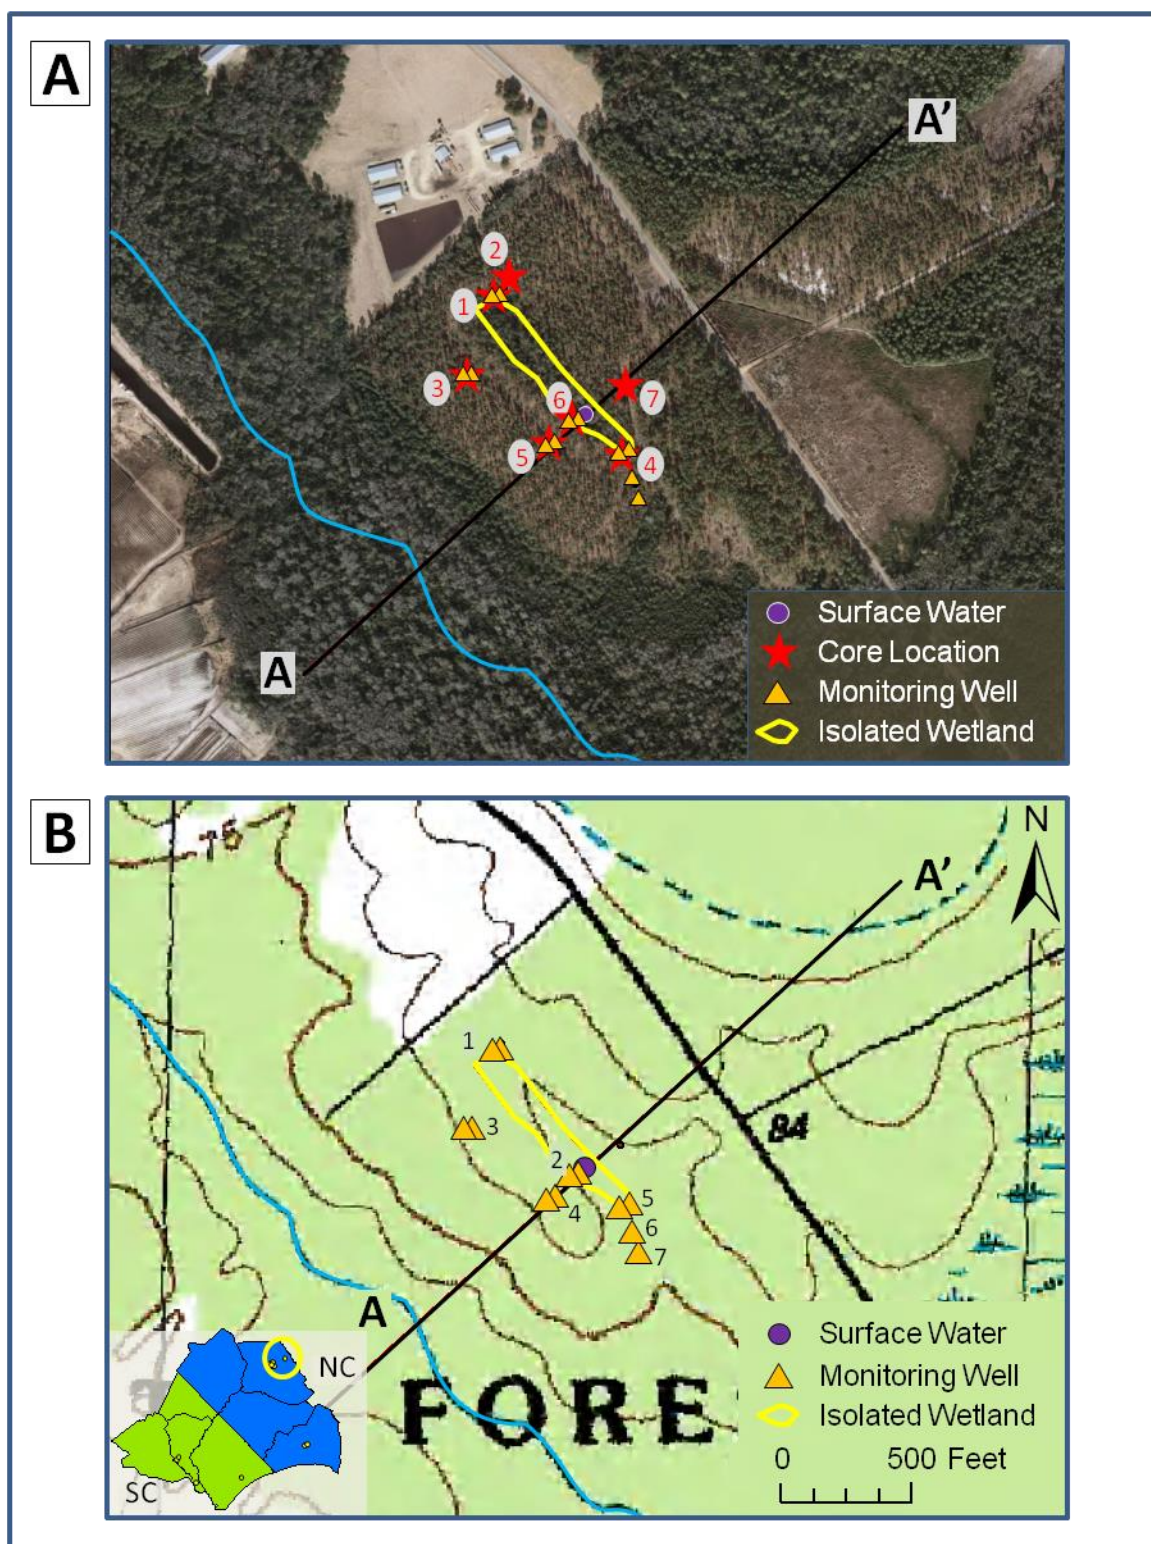 A
A'
2
1
3
6
7
5
4
A
Surface Water
Core Location
Monitoring Well
Isolated Wetland
B
N
A'
1
3
84
2
4
5
6
7
A
NC
SC
FORE
Surface Water
Monitoring Well
Isolated Wetland
0 500 Feet